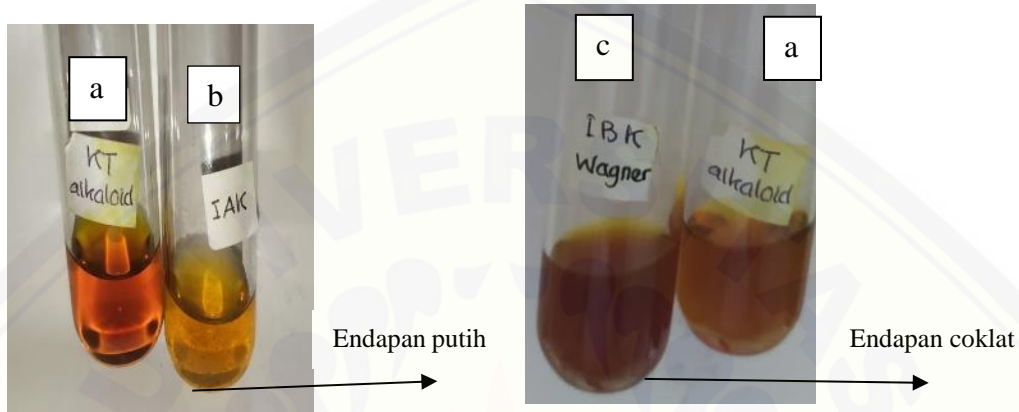 a
b
KT
alkaloid
IAK
Endapan putih
c
a
IBK
Wagner
KT
alkaloid
Endapan coklat